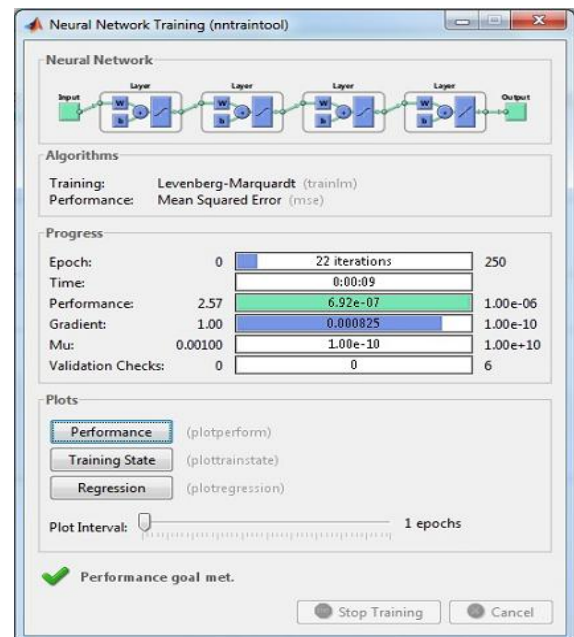 Neural Network Training (nntraintool)
Neural Network
Layer Layer Layer Layer
Input W b W b W b W b Output
Algorithms
Training: Levenberg-Marquardt (trainlm)
Performance: Mean Squared Error (mse)
Progress
Epoch: 0 22 iterations 250
Time: 0:00:09
Performance: 2.57 6.92e-07 1.00e-06
Gradient: 1.00 0.000825 1.00e-10
Mu: 0.00100 1.00e-10 1.00e+10
Validation Checks: 0 0 6
Plots
Performance (plotperform)
Training State (plottrainstate)
Regression (plotregression)
Plot Interval: 1 epochs
Performance goal met.
Stop Training Cancel